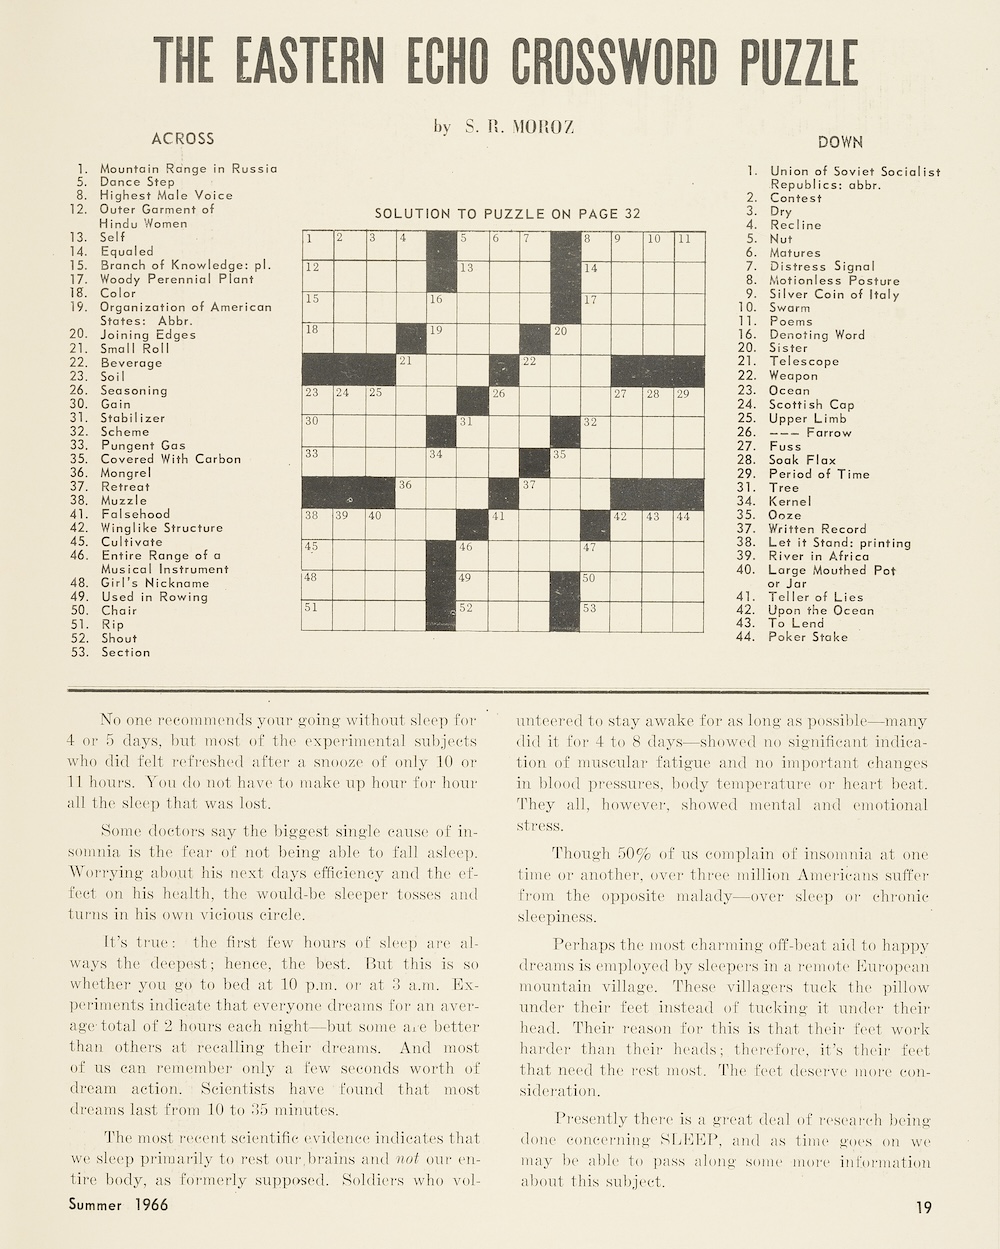 THE EASTERN ECHO CROSSWORD PUZZLE
by S. R. MOROZ
ACROSS
1. Mountain Range in Russia
5. Dance Step
8. Highest Male Voice
12. Outer Garment of
Hindu Women
13. Self
14. Equaled
15. Branch of Knowledge: pl.
17. Woody Perennial Plant
18. Color
19. Organization of American
States: Abbr.
20. Joining Edges
21. Small Roll
22. Beverage
23. Soil
26. Seasoning
30. Gain
31. Stabilizer
32. Scheme
33. Pungent Gas
35. Covered With Carbon
36. Mongrel
37. Retreat
38. Muzzle
41. Falsehood
42. Winglike Structure
45. Cultivate
46. Entire Range of a
Musical Instrument
48. Girl's Nickname
49. Used in Rowing
50. Chair
51. Rip
52. Shout
53. Section
SOLUTION TO PUZZLE ON PAGE 32
1 2 3 4 5 6 7 8 9 10 11
12 13 14
15 16 17
18 19 20
21 22
23 24 25 26 27 28 29
30 31 32
33 34 35
36 37
38 39 40 41 42 43 44
45 46 47
48 49 50
51 52 53
DOWN
1. Union of Soviet Socialist
Republics: abbr.
2. Contest
3. Dry
4. Recline
5. Nut
6. Matures
7. Distress Signal
8. Motionless Posture
9. Silver Coin of Italy
10. Swarm
11. Poems
16. Denoting Word
20. Sister
21. Telescope
22. Weapon
23. Ocean
24. Scottish Cap
25. Upper Limb
26. --- Farrow
27. Fuss
28. Soak Flax
29. Period of Time
31. Tree
34. Kernel
35. Ooze
37. Written Record
38. Let it Stand: printing
39. River in Africa
40. Large Mouthed Pot
or Jar
41. Teller of Lies
42. Upon the Ocean
43. To Lend
44. Poker Stake
No one recommends your going without sleep for
4 or 5 days, but most of the experimental subjects
who did felt refreshed after a snooze of only 10 or
11 hours. You do not have to make up hour for hour
all the sleep that was lost.
Some doctors say the biggest single cause of in-
somnia is the fear of not being able to fall asleep.
Worrying about his next days efficiency and the ef-
fect on his health, the would-be sleeper tosses and
turns in his own vicious circle.
It's true: the first few hours of sleep are al-
ways the deepest; hence, the best. But this is so
whether you go to bed at 10 p.m. or at 3 a.m. Ex-
periments indicate that everyone dreams for an aver-
age total of 2 hours each night—but some are better
than others at recalling their dreams. And most
of us can remember only a few seconds worth of
dream action. Scientists have found that most
dreams last from 10 to 35 minutes.
The most recent scientific evidence indicates that
we sleep primarily to rest our brains and not our en-
tire body, as formerly supposed. Soldiers who vol-
unteered to stay awake for as long as possible—many
did it for 4 to 8 days—showed no significant indica-
tion of muscular fatigue and no important changes
in blood pressures, body temperature or heart beat.
They all, however, showed mental and emotional
stress.
Though 50% of us complain of insomnia at one
time or another, over three million Americans suffer
from the opposite malady—over sleep or chronic
sleepiness.
Perhaps the most charming off-beat aid to happy
dreams is employed by sleepers in a remote European
mountain village. These villagers tuck the pillow
under their feet instead of tucking it under their
head. Their reason for this is that their feet work
harder than their heads; therefore, it's their feet
that need the rest most. The feet deserve more con-
sideration.
Presently there is a great deal of research being
done concerning SLEEP, and as time goes on we
may be able to pass along some more information
about this subject.
Summer 1966
19